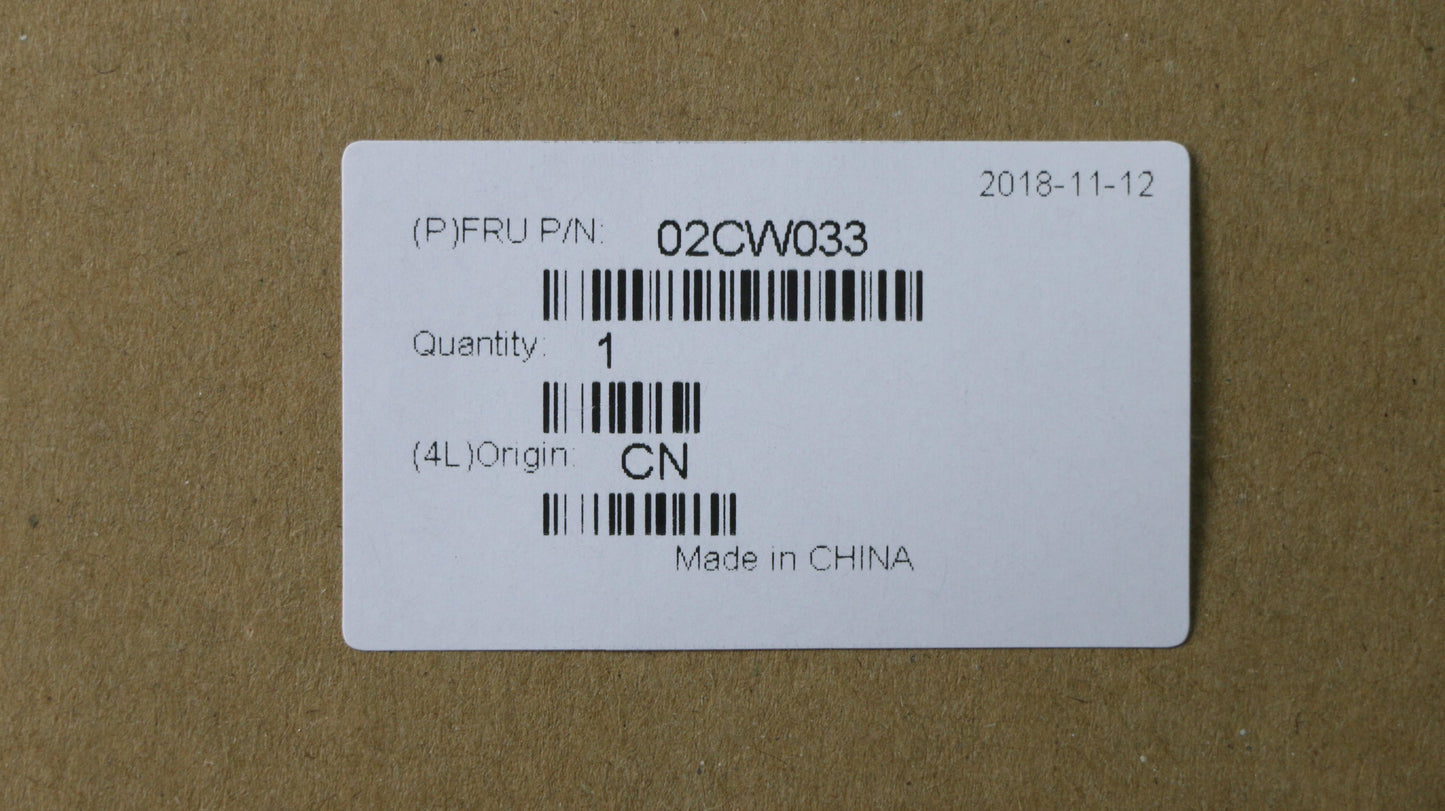 2018-11-12
(P)FRU P/N: 02CW033
Quantity: 1
(4L)Origin: CN
Made in CHINA